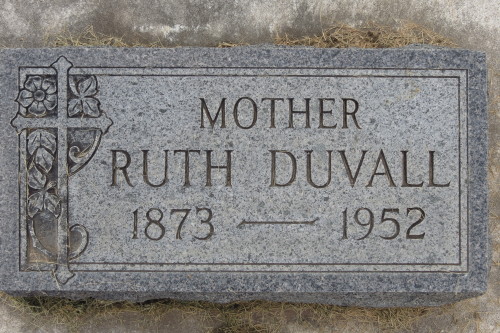 MOTHER
RUTH DUVALL
1873 — 1952